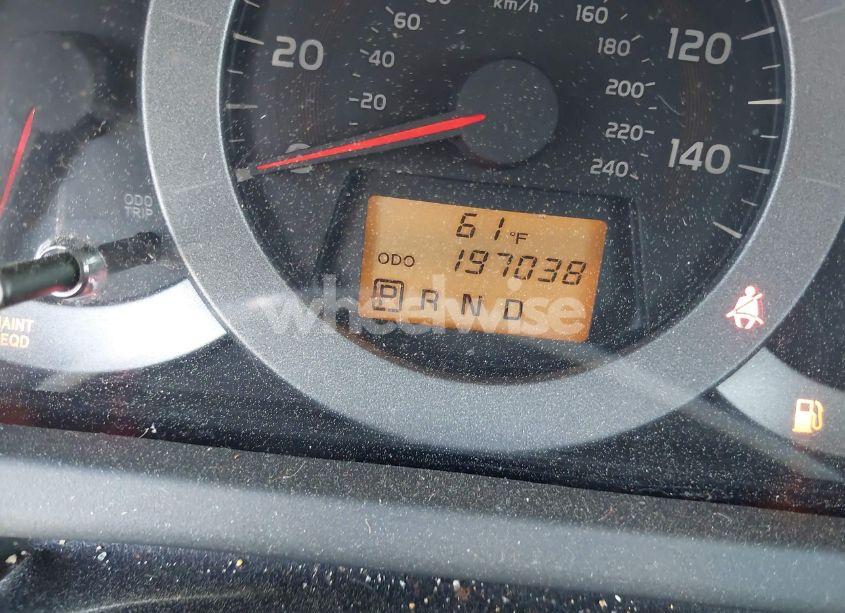 km/h
20
40
60
160
180
200
220
240
20
120
140
ODO
TRIP
61°F
ODO 197038
P R N D
wheelwise
AINT
EQD